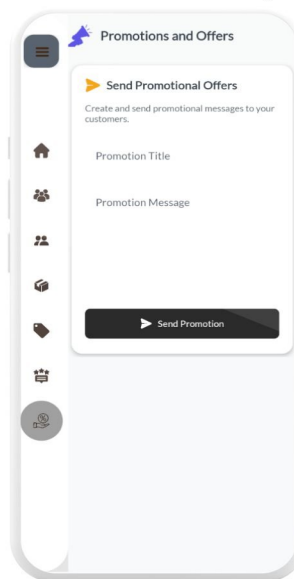 Promotions and Offers
Send Promotional Offers
Create and send promotional messages to your
customers.
Promotion Title
Promotion Message
Send Promotion